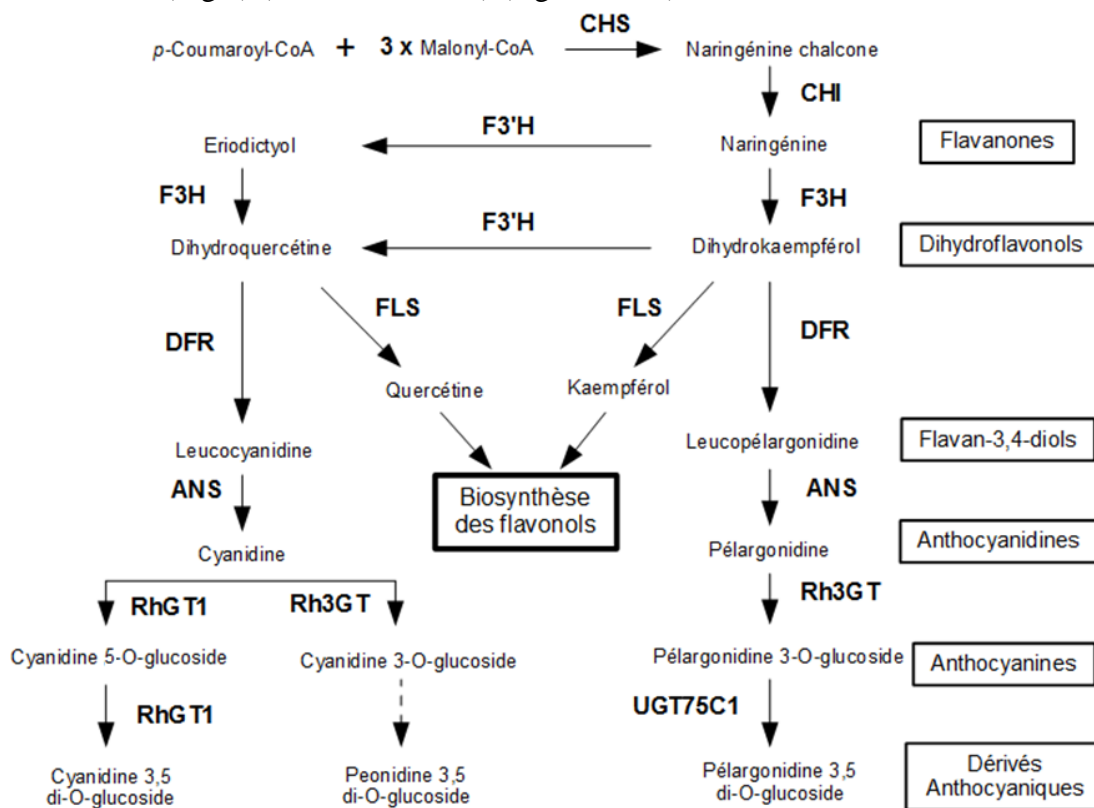 p-Coumaroyl-CoA + 3 x Malonyl-CoA CHS Naringénine chalcone
CHI
Eriodictyol F3'H Naringénine Flavanones
F3H F3H
Dihydroquercétine F3'H Dihydrokaempférol Dihydroflavonols
FLS FLS
DFR DFR
Quercétine Kaempférol
Leucocyanidine Leucopélargonidine Flavan-3,4-diols
ANS ANS
Biosynthèse
des flavonols
Cyanidine Pélargonidine Anthocyanidines
RhGT1 Rh3GT Rh3GT
Cyanidine 5-O-glucoside Cyanidine 3-O-glucoside Pélargonidine 3-O-glucoside Anthocyanines
RhGT1 UGT75C1
Cyanidine 3,5 Peonidine 3,5 Pélargonidine 3,5 Dérivés
di-O-glucoside di-O-glucoside di-O-glucoside Anthocyaniques